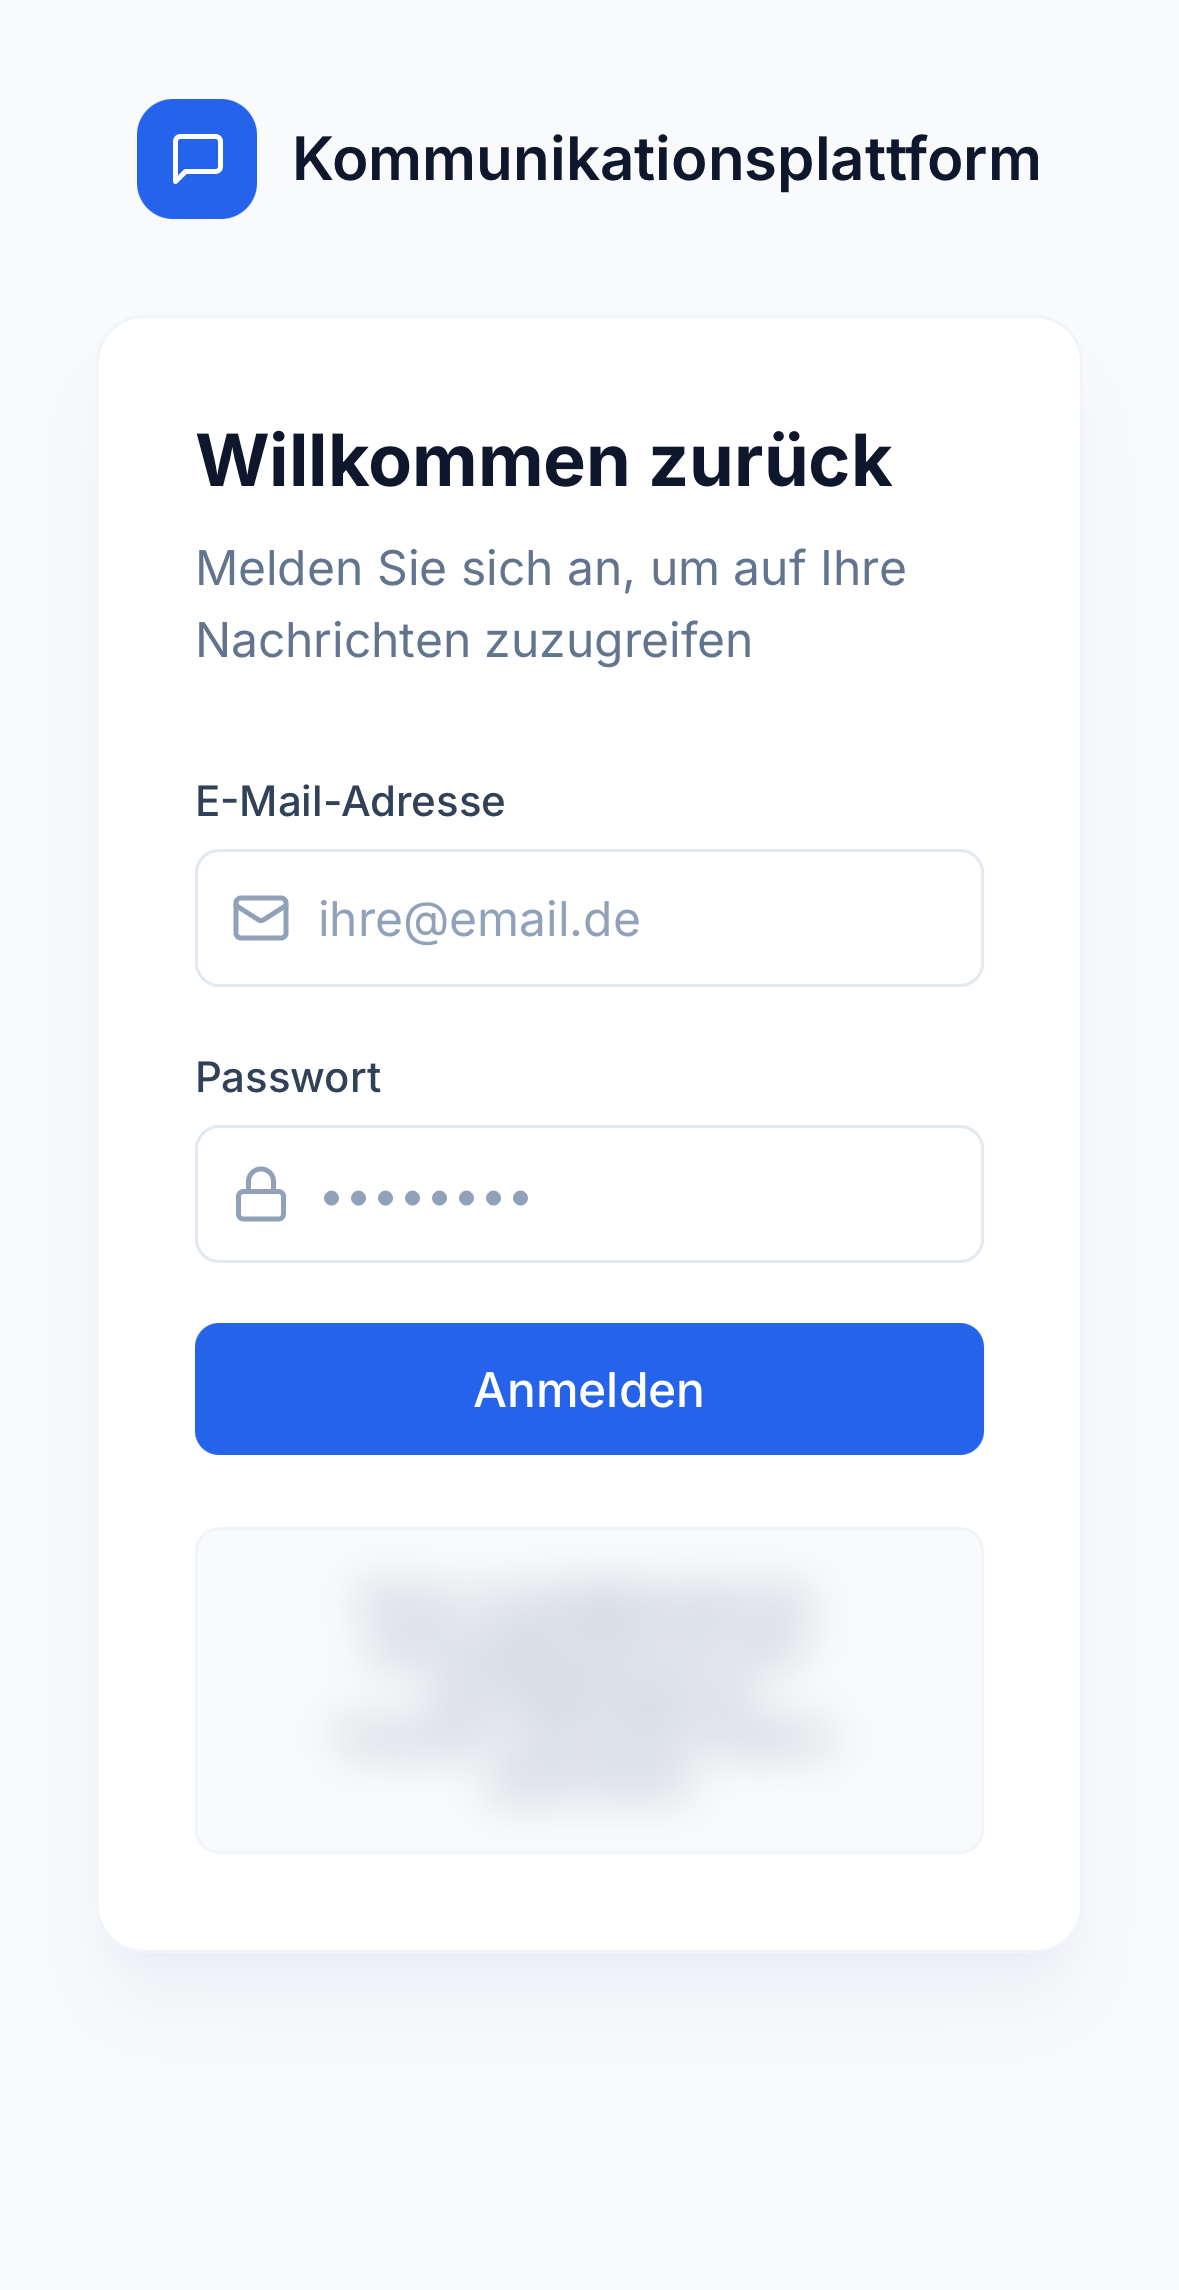 Kommunikationsplattform
Willkommen zurück
Melden Sie sich an, um auf Ihre
Nachrichten zuzugreifen
E-Mail-Adresse
ihre@email.de
Passwort
••••••••
Anmelden